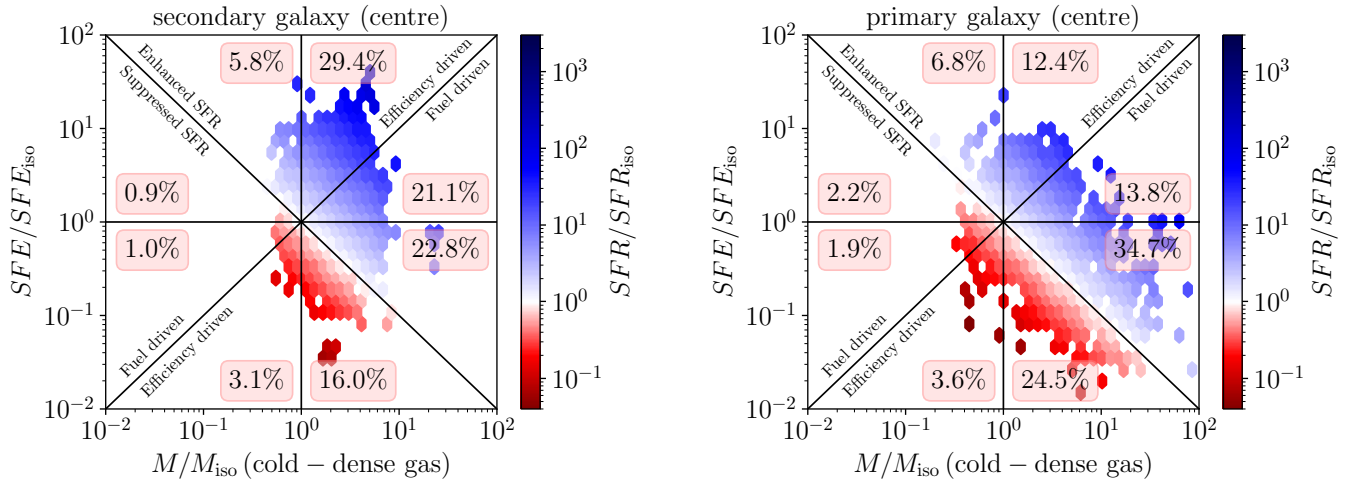 secondary galaxy (centre)
10^2
10^1
10^0
10^-1
10^-2
SFE/SFE_iso
Enhanced SFR
Suppressed SFR
5.8%
29.4%
Efficiency driven
Fuel driven
0.9%
21.1%
1.0%
22.8%
Fuel driven
Efficiency driven
3.1%
16.0%
10^-2
10^-1
10^0
10^1
10^2
M/M_iso (cold − dense gas)
10^3
10^2
10^1
10^0
10^-1
SFR/SFR_iso
primary galaxy (centre)
10^2
10^1
10^0
10^-1
10^-2
SFE/SFE_iso
Enhanced SFR
Suppressed SFR
6.8%
12.4%
Efficiency driven
Fuel driven
2.2%
13.8%
1.9%
34.7%
Fuel driven
Efficiency driven
3.6%
24.5%
10^-2
10^-1
10^0
10^1
10^2
M/M_iso (cold − dense gas)
10^3
10^2
10^1
10^0
10^-1
SFR/SFR_iso